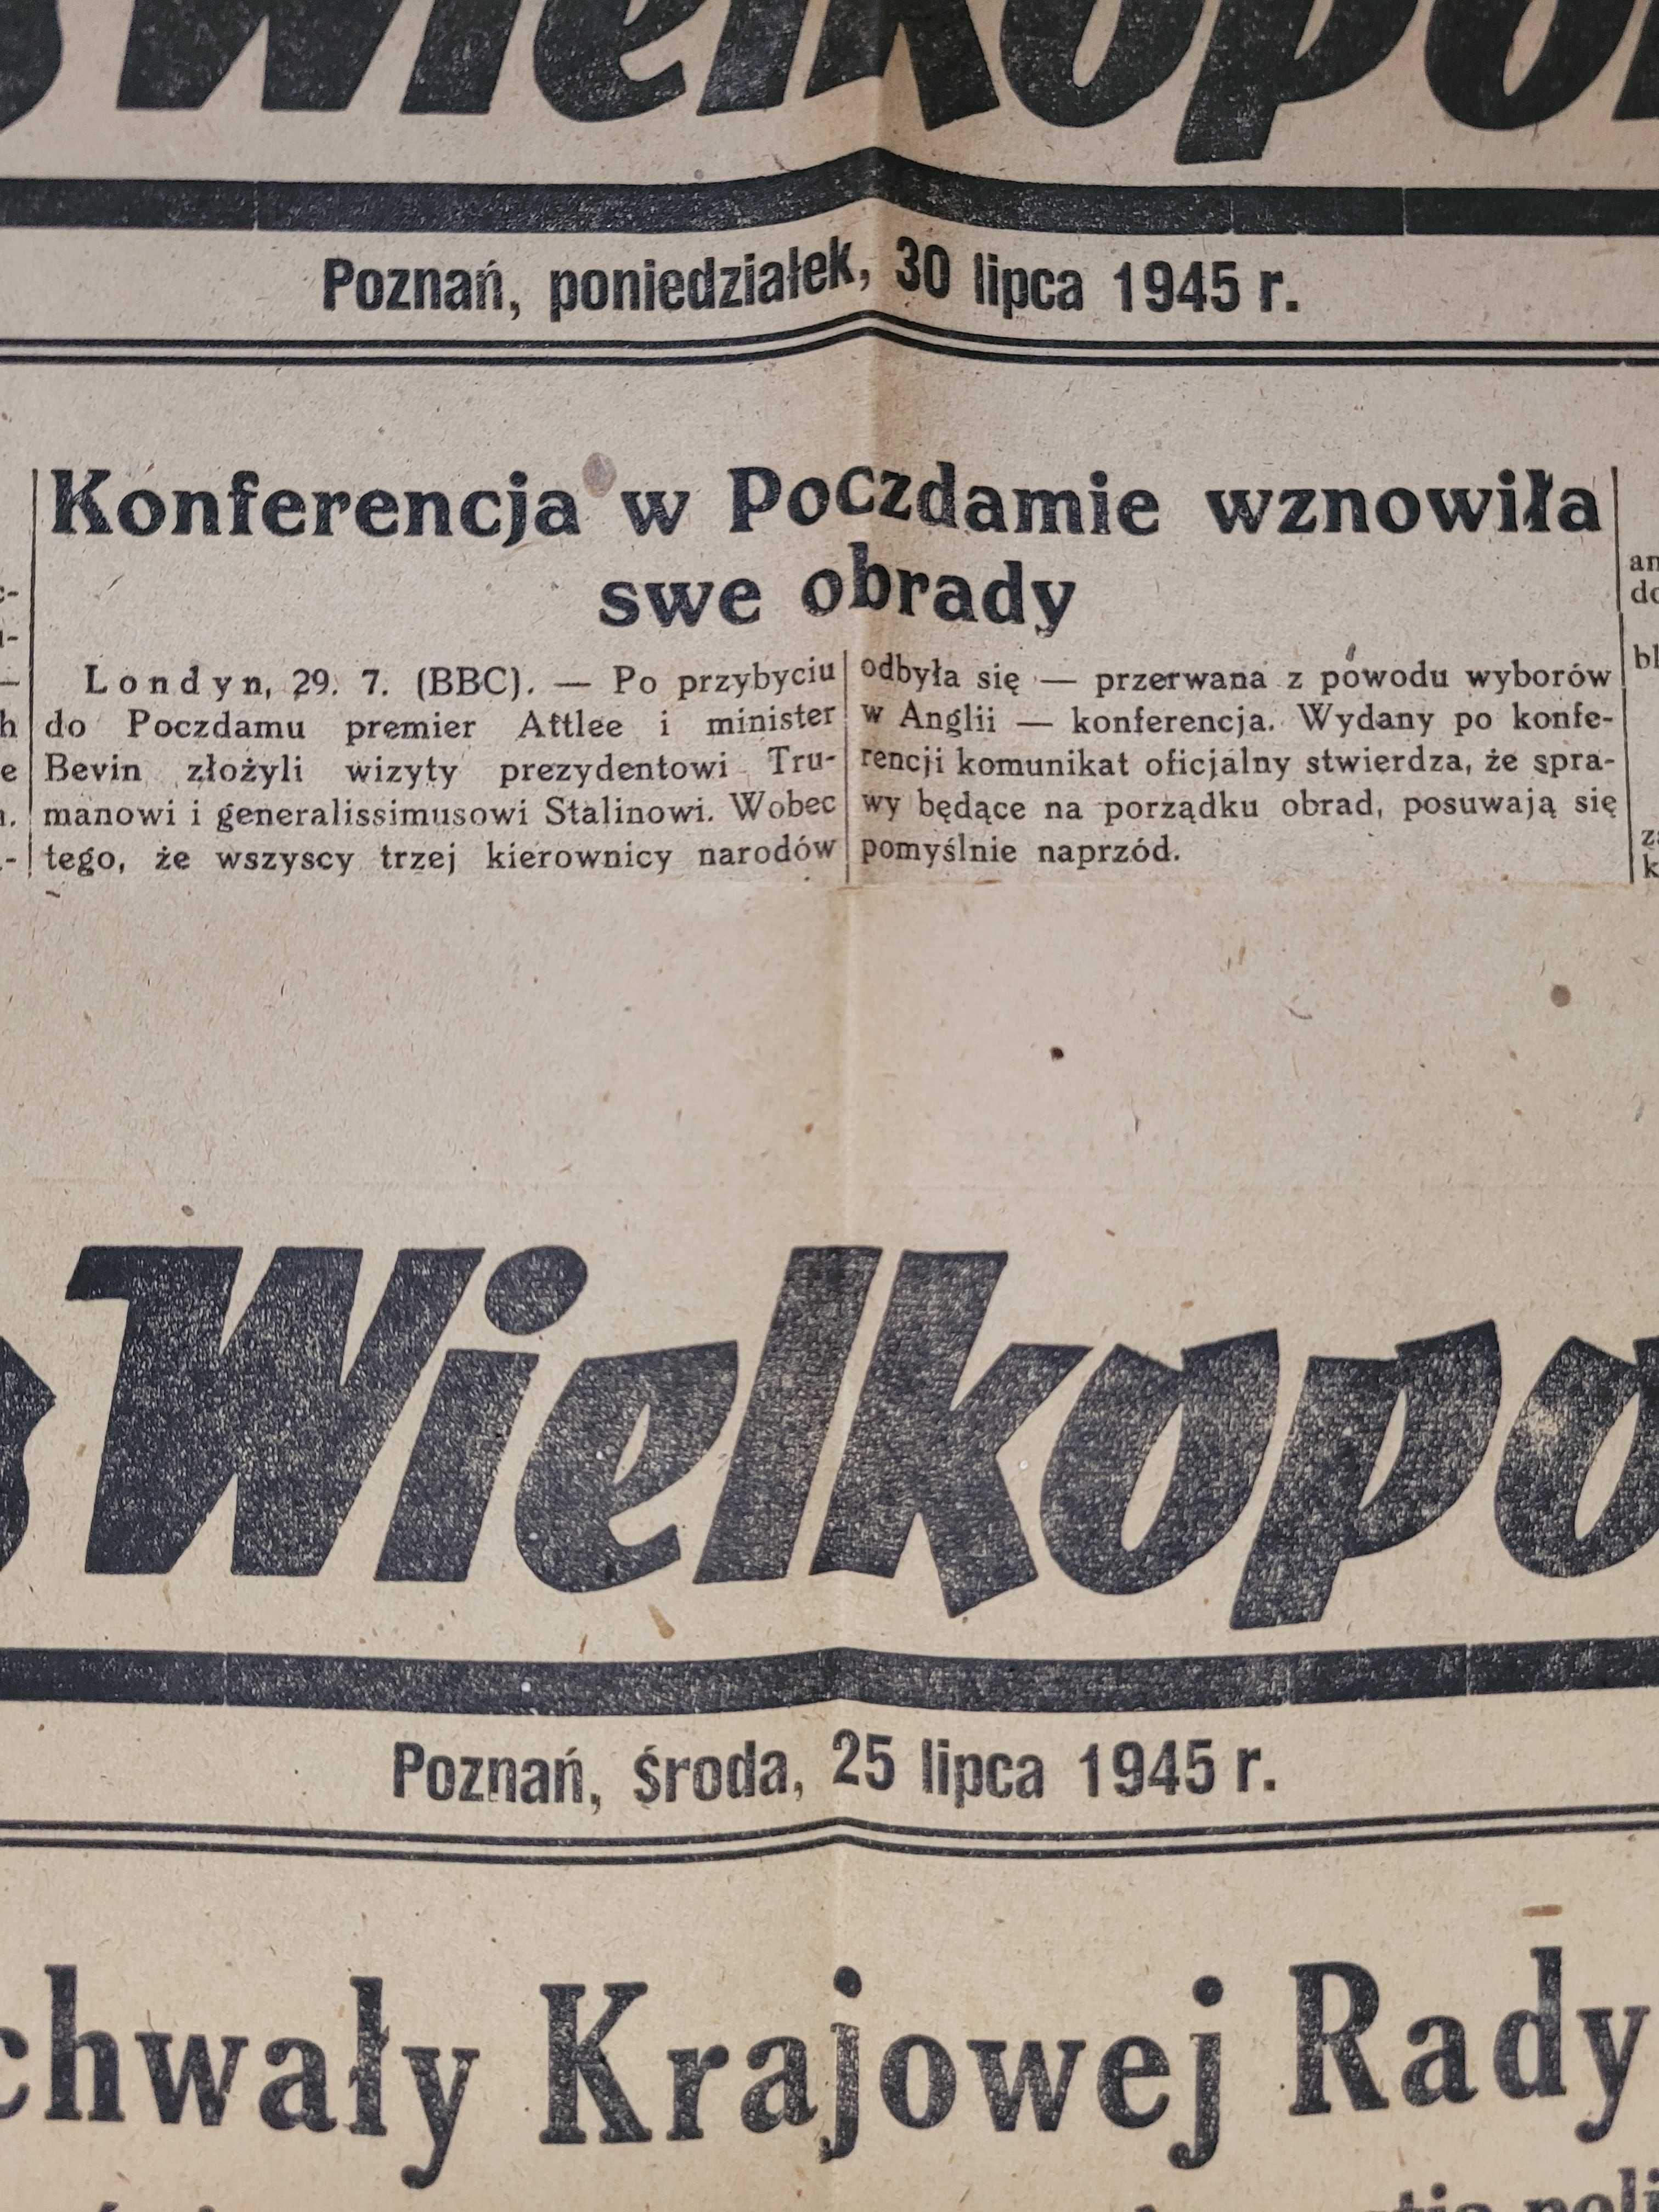 Wielkopol
Poznań, poniedziałek, 30 lipca 1945 r.
Konferencja w Poczdamie wznowiła
swe obrady
Londyn, 29. 7. (BBC). — Po przybyciu
do Poczdamu premier Attlee i minister
Bevin złożyli wizyty prezydentowi Tru-
manowi i generalissimusowi Stalinowi. Wobec
tego, że wszyscy trzej kierownicy narodów
odbyła się — przerwana z powodu wyborów
w Anglii — konferencja. Wydany po konfe-
rencji komunikat oficjalny stwierdza, że spra-
wy będące na porządku obrad, posuwają się
pomyślnie naprzód.
Wielkopo
Poznań, środa, 25 lipca 1945 r.
chwały Krajowej Rady